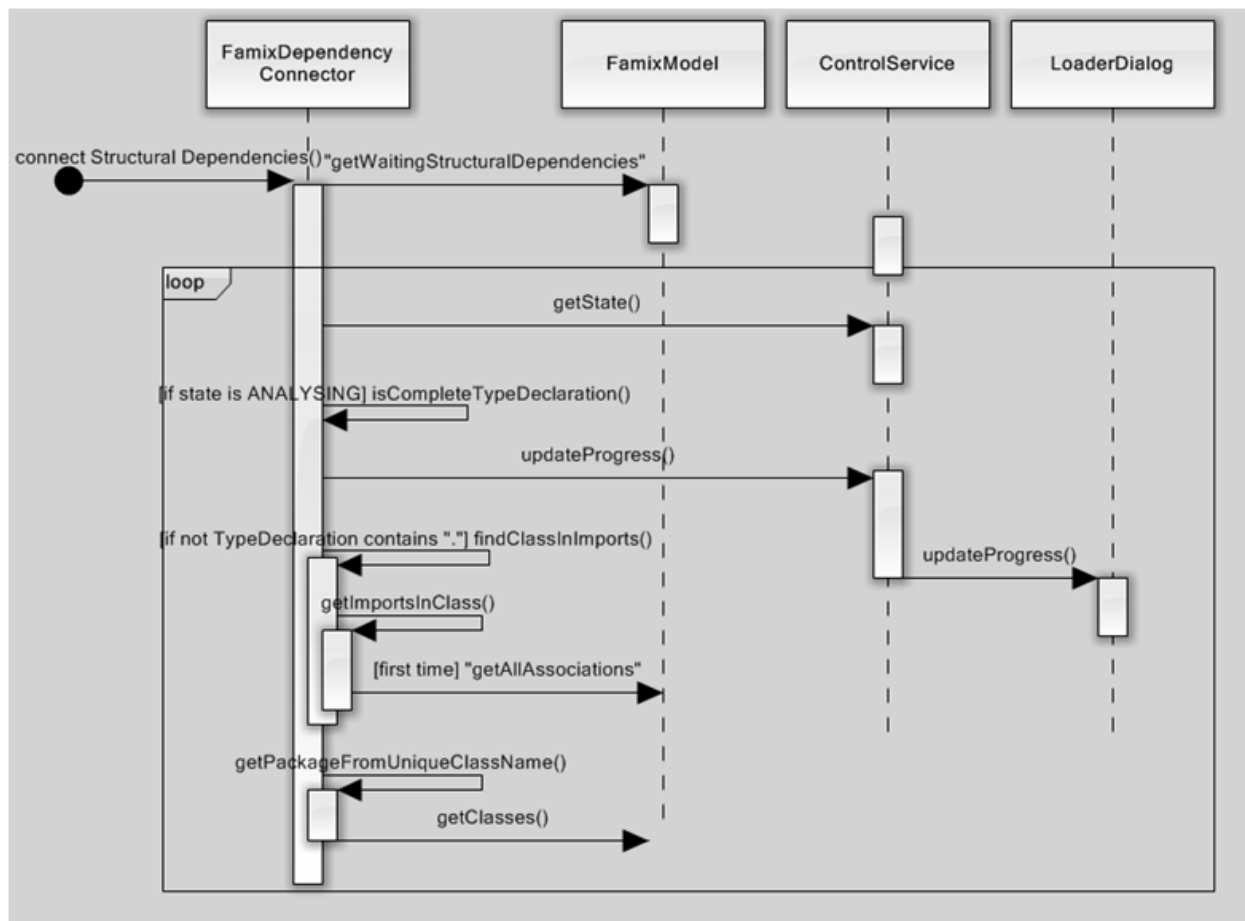 FamixDependency
Connector
FamixModel
ControlService
LoaderDialog
connect Structural Dependencies()
"getWaitingStructuralDependencies"
loop
getState()
[if state is ANALYSING] isCompleteTypeDeclaration()
updateProgress()
[if not TypeDeclaration contains "."] findClassInImports()
updateProgress()
getImportsInClass()
[first time] "getAllAssociations"
getPackageFromUniqueClassName()
getClasses()